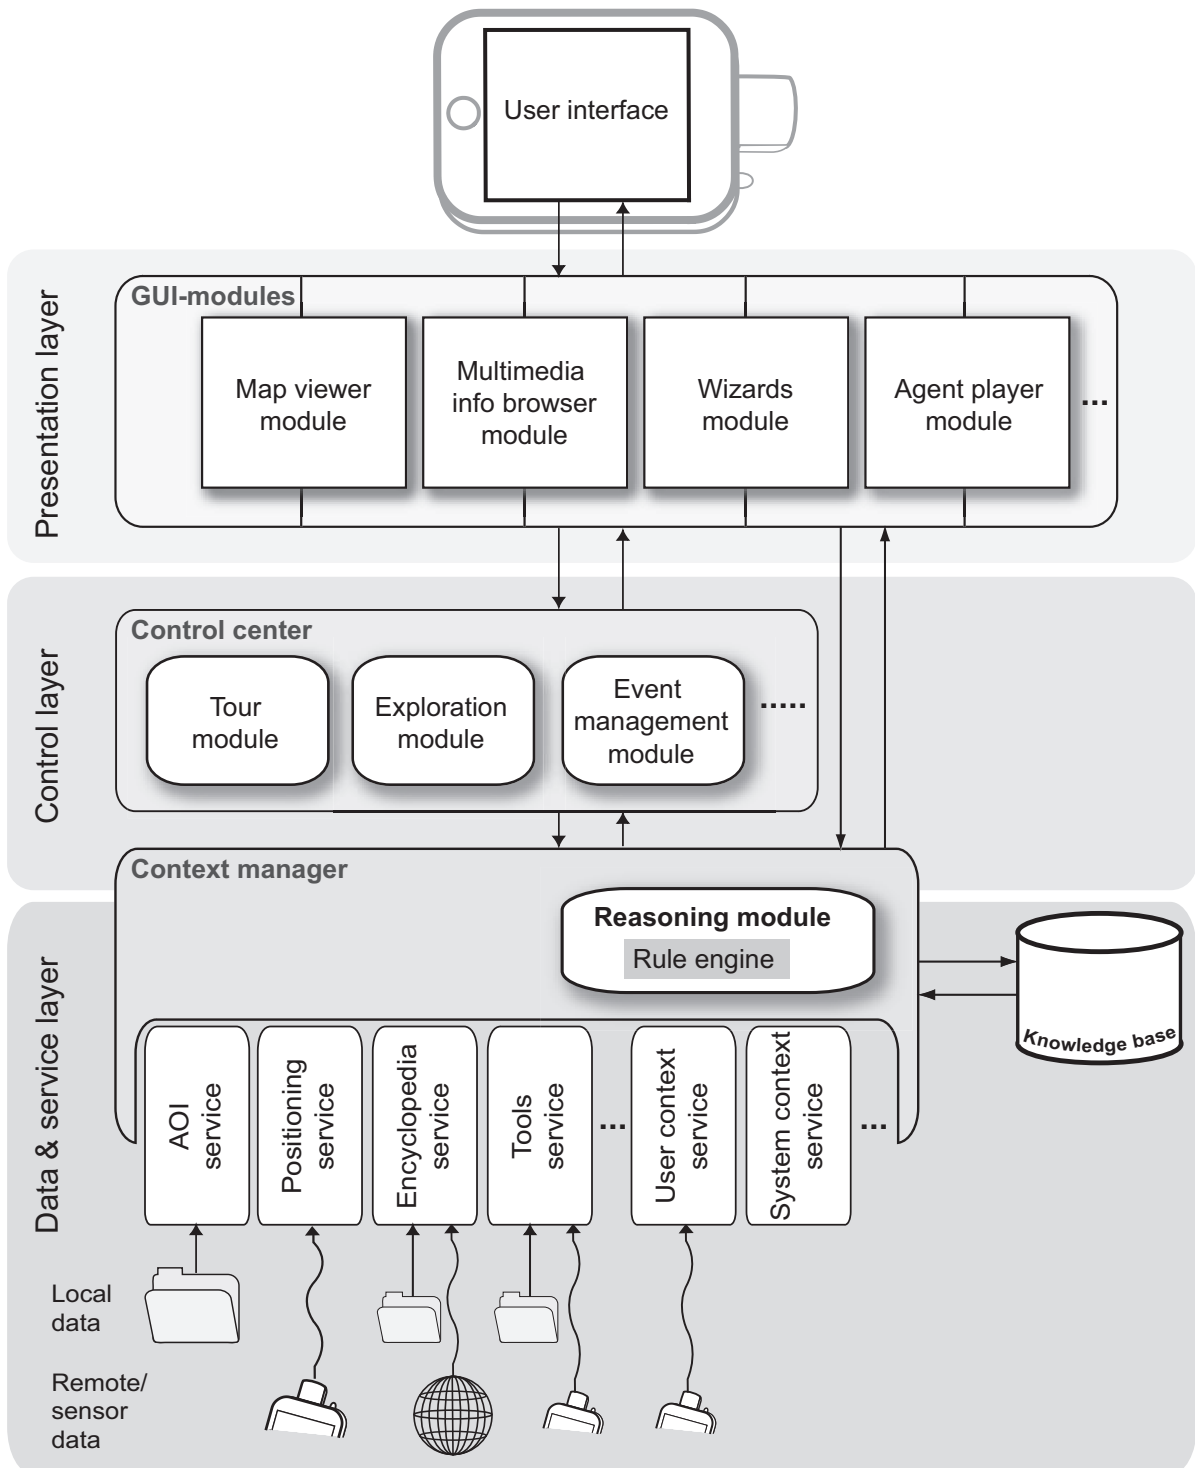 User interface
Presentation layer
GUI-modules
Map viewer
module
Multimedia
info browser
module
Wizards
module
Agent player
module
...
Control layer
Control center
Tour
module
Exploration
module
Event
management
module
.....
Data & service layer
Context manager
Reasoning module
Rule engine
Knowledge base
AOI
service
Positioning
service
Encyclopedia
service
Tools
service
...
User context
service
System context
service
...
Local
data
Remote/
sensor
data